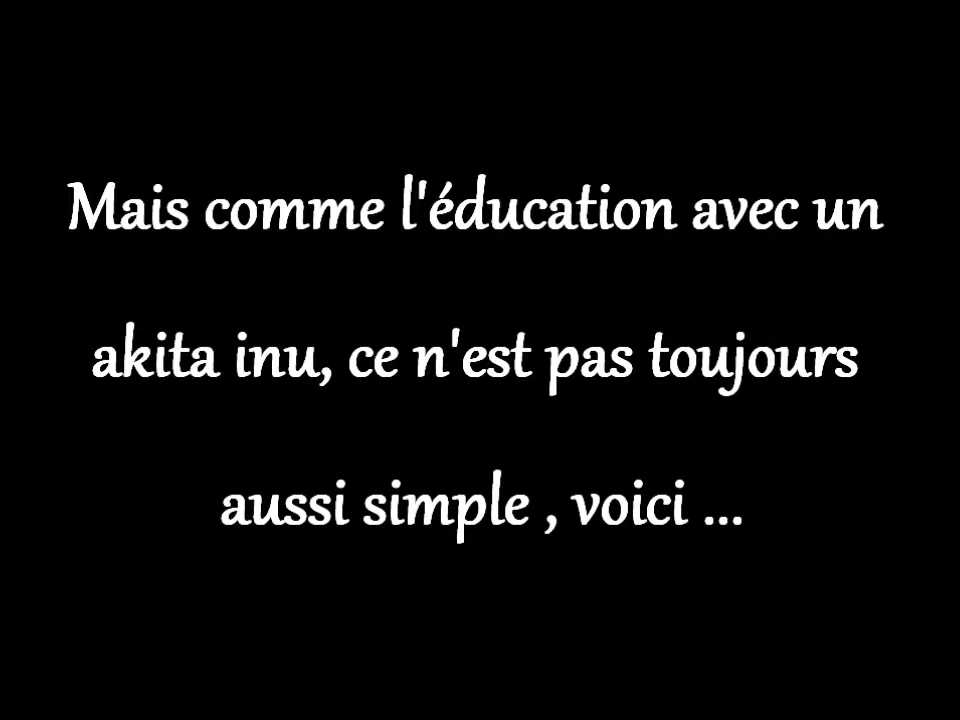 Mais comme l'éducation avec un
akita inu, ce n'est pas toujours
aussi simple , voici ...